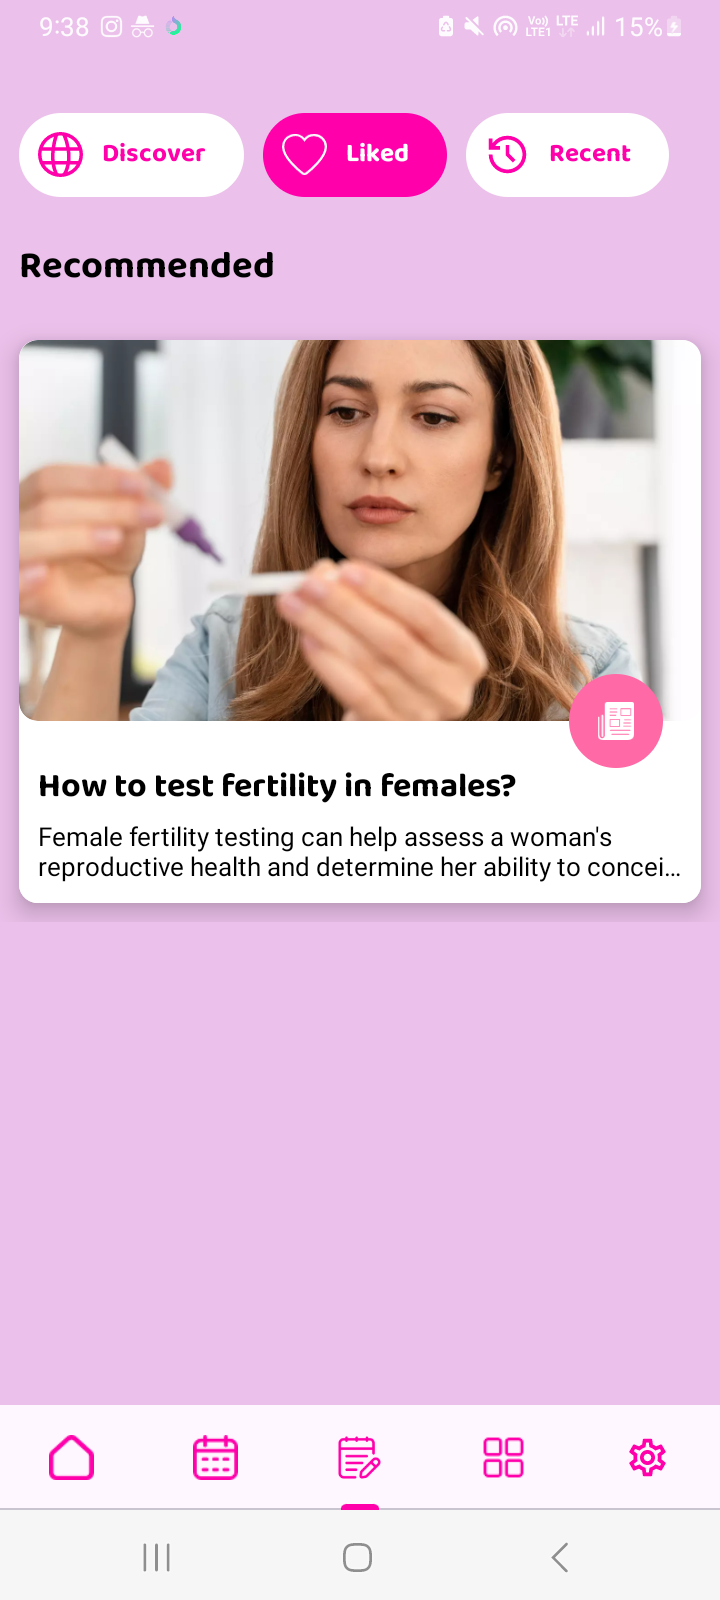 9:38
Vo)) LTE
LTE1
15%
Discover
Liked
Recent
Recommended
How to test fertility in females?
Female fertility testing can help assess a woman's
reproductive health and determine her ability to concei...